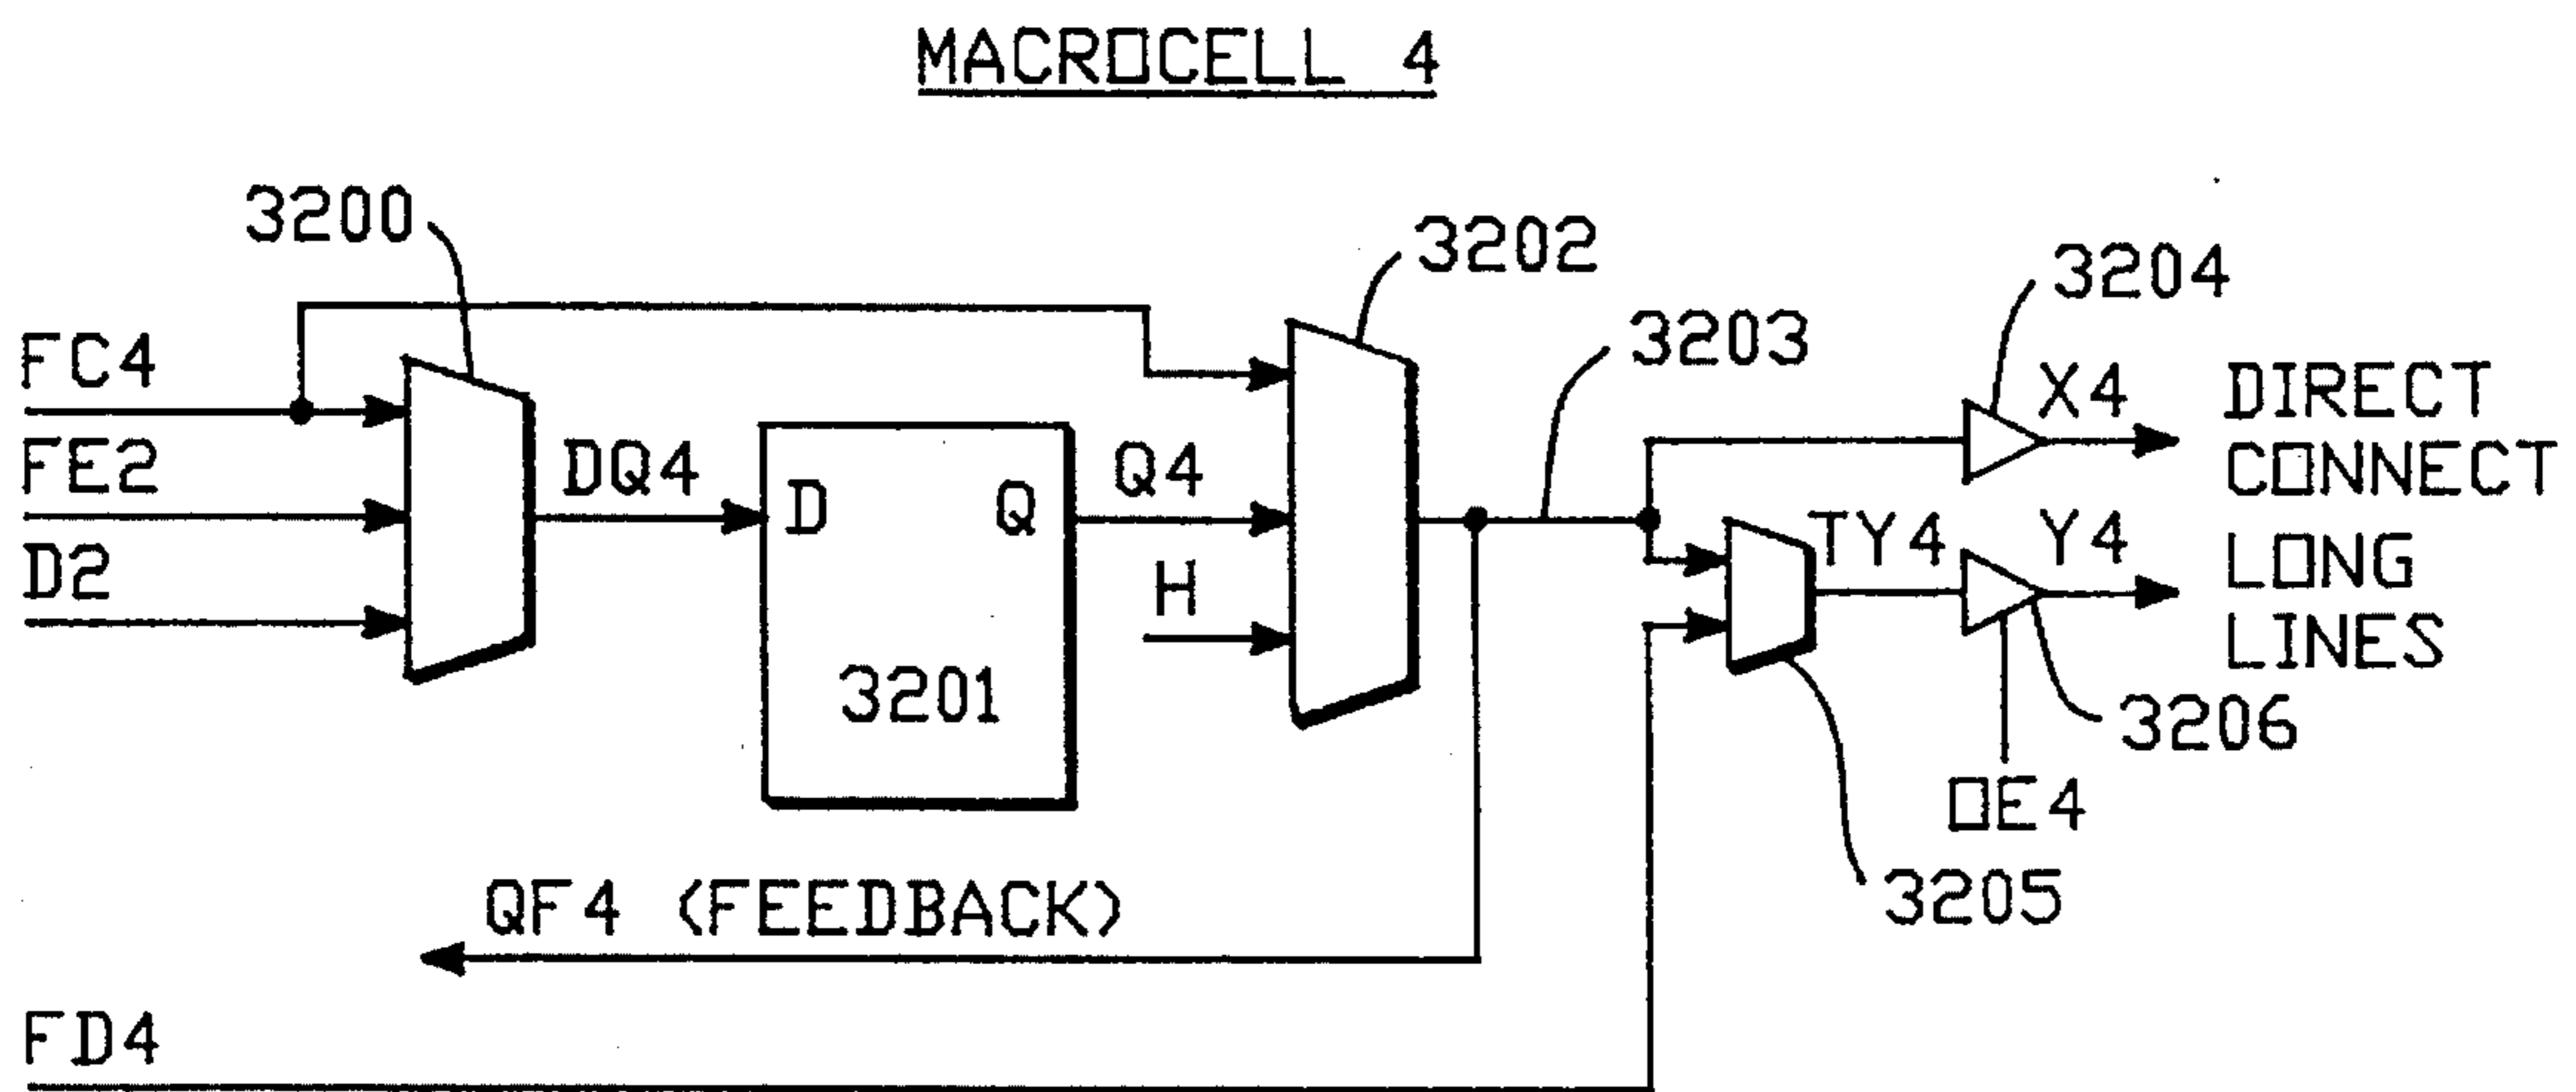 MACROCELL 4
3200
3202
3204
3203
FC4
X4
DIRECT
CONNECT
FE2
DQ4
D
Q
Q4
TY4
Y4
LONG
LINES
D2
H
3201
3206
OE4
3205
QF4 (FEEDBACK)
FD4